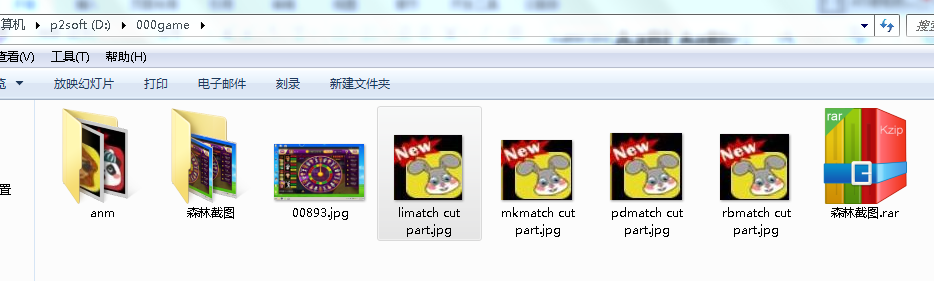 算机 ▸ p2soft (D:) ▸ 000game ▸
查看(V) 工具(T) 帮助(H)
览 放映幻灯片 打印 电子邮件 刻录 新建文件夹
置
anm
森林截图
00893.jpg
New
limatch cut
part.jpg
New
mkmatch cut
part.jpg
New
pdmatch cut
part.jpg
New
rbmatch cut
part.jpg
rar
Kzip
森林截图.rar